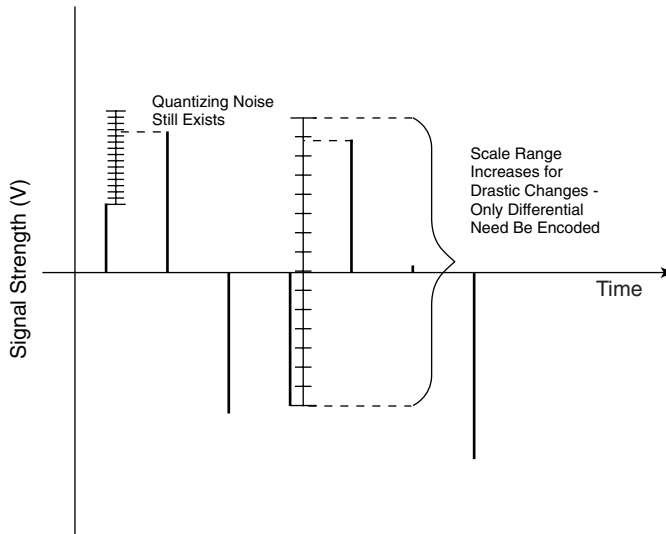 Quantizing Noise
Still Exists
Scale Range
Increases for
Drastic Changes -
Only Differential
Need Be Encoded
Signal Strength (V)
Time